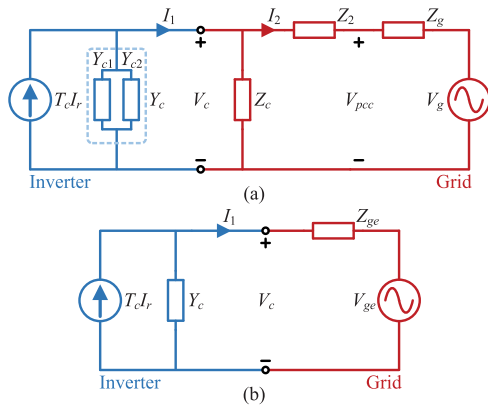 I1 I2 Z2 Zg
+ +
Yc1 Yc2
TcIr Yc Vc Zc Vpcc Vg
− −
Inverter Grid
(a)
I1 Zge
+
TcIr Yc Vc Vge
−
Inverter Grid
(b)